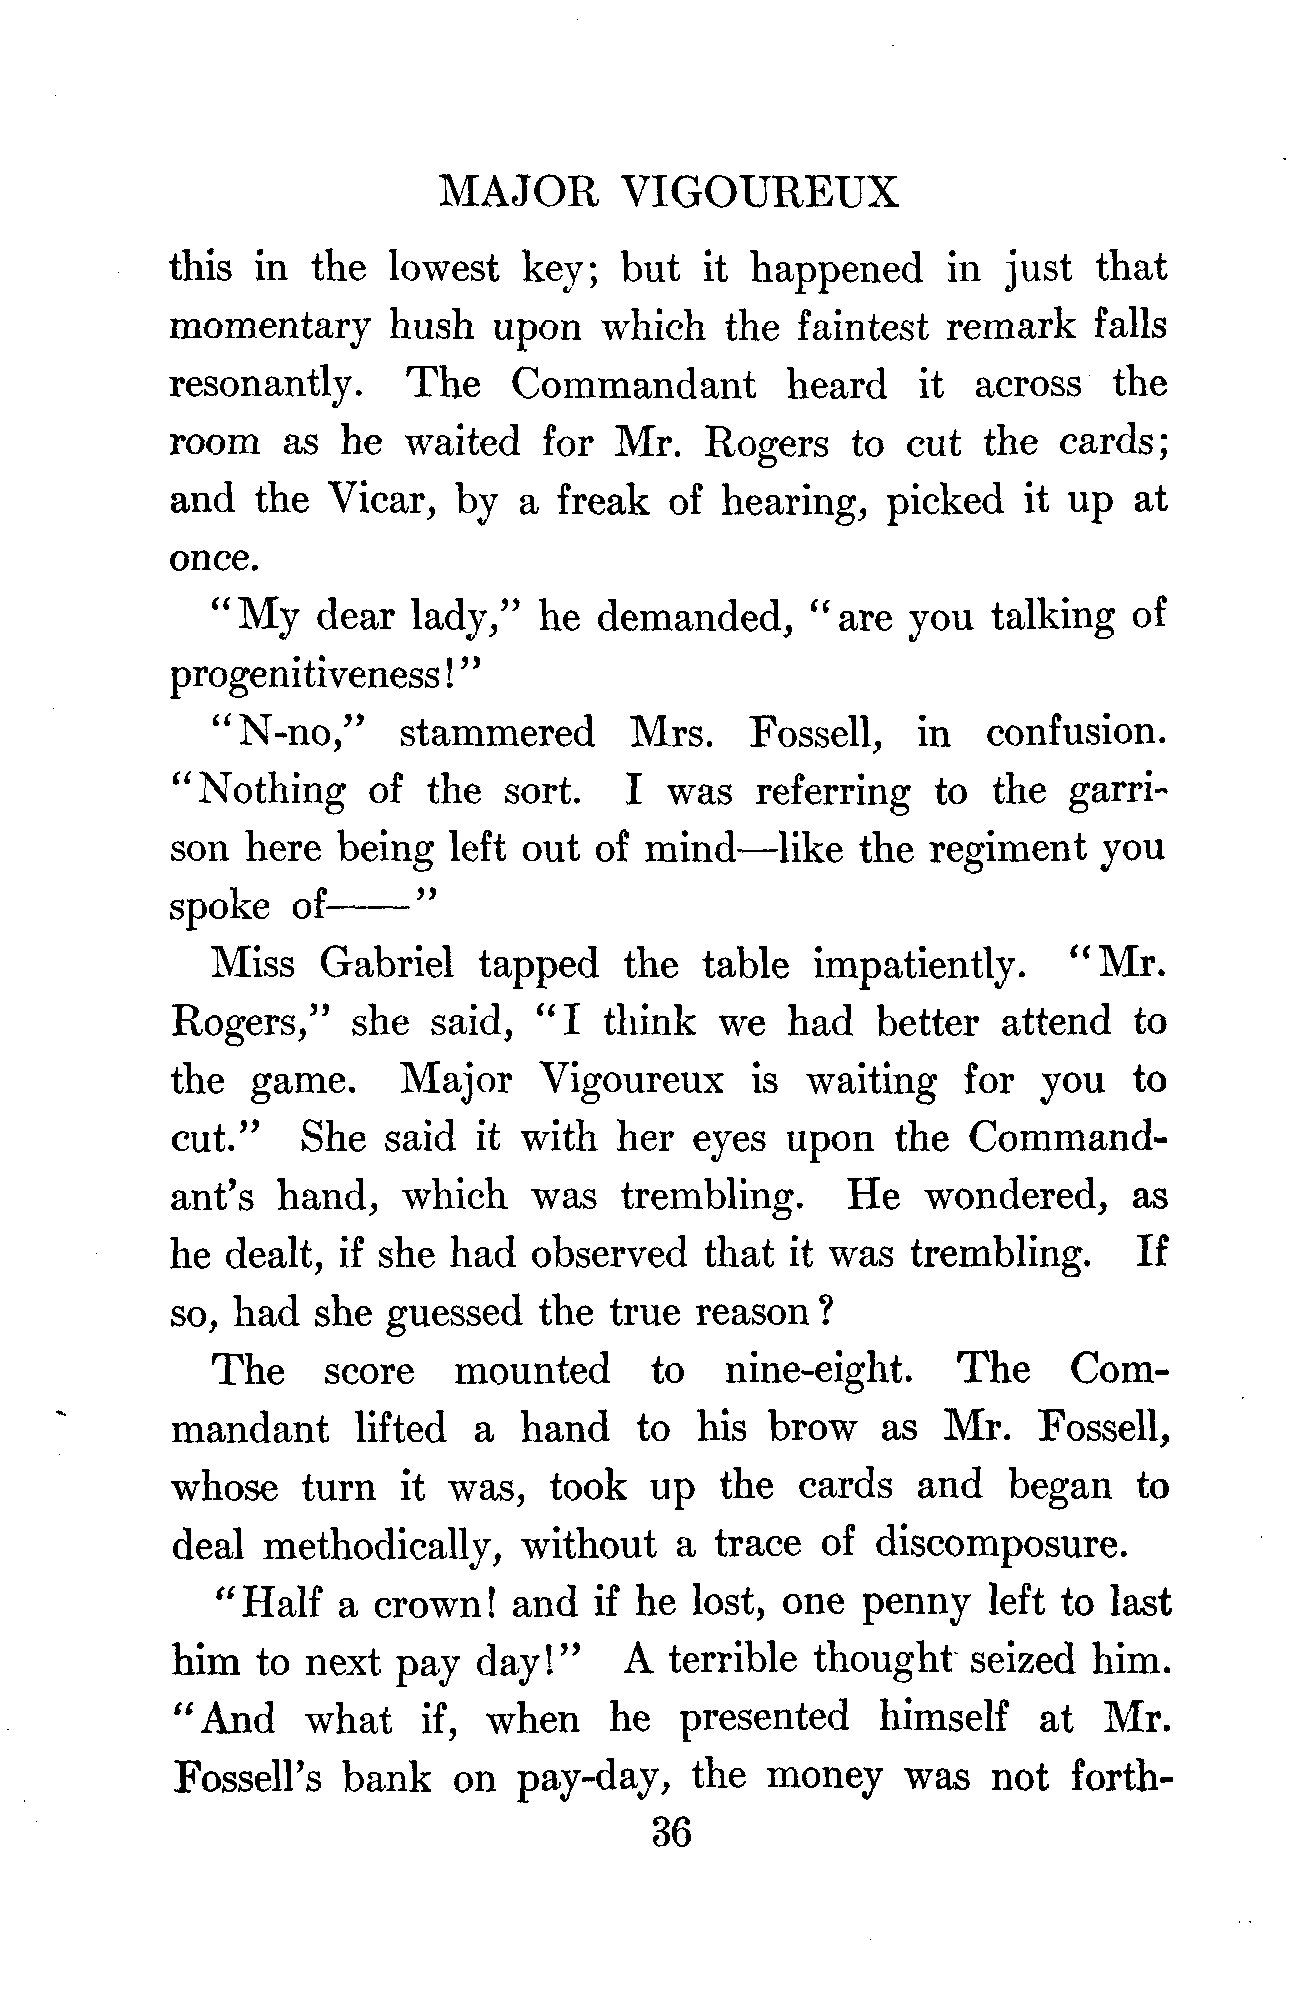 MAJOR VIGOUREUX
this in the lowest key; but it happened in just that
momentary hush upon which the faintest remark falls
resonantly. The Commandant heard it across the
room as he waited for Mr. Rogers to cut the cards;
and the Vicar, by a freak of hearing, picked it up at
once.
"My dear lady," he demanded, "are you talking of
progenitiveness!"
"N-no," stammered Mrs. Fossell, in confusion.
"Nothing of the sort. I was referring to the garri-
son here being left out of mind—like the regiment you
spoke of——"
Miss Gabriel tapped the table impatiently. "Mr.
Rogers," she said, "I think we had better attend to
the game. Major Vigoureux is waiting for you to
cut." She said it with her eyes upon the Command-
ant's hand, which was trembling. He wondered, as
he dealt, if she had observed that it was trembling. If
so, had she guessed the true reason?
The score mounted to nine-eight. The Com-
mandant lifted a hand to his brow as Mr. Fossell,
whose turn it was, took up the cards and began to
deal methodically, without a trace of discomposure.
"Half a crown! and if he lost, one penny left to last
him to next pay day!" A terrible thought seized him.
"And what if, when he presented himself at Mr.
Fossell's bank on pay-day, the money was not forth-
36